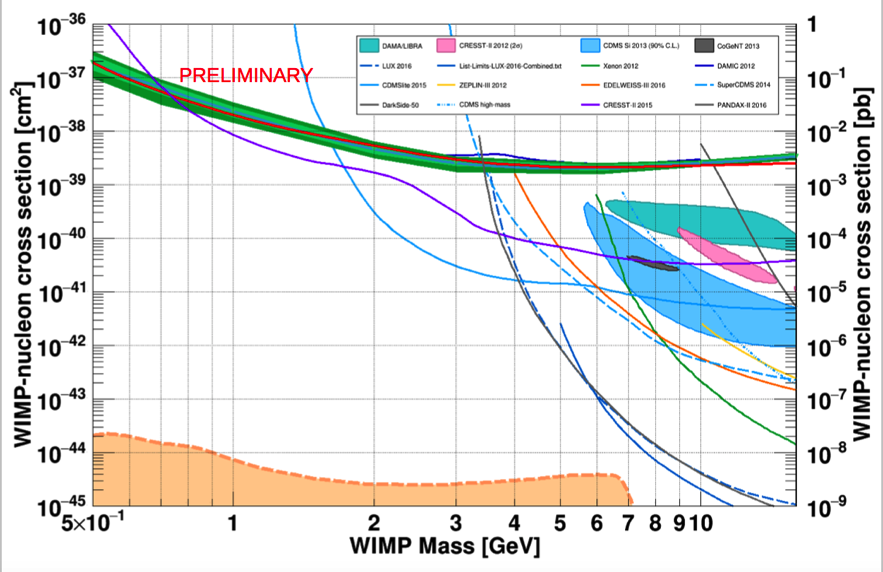 10^-36
10^-37
10^-38
10^-39
10^-40
10^-41
10^-42
10^-43
10^-44
10^-45
WIMP-nucleon cross section [cm²]
PRELIMINARY
DAMA/LIBRA CRESST-II 2012 (2σ) CDMS Si 2013 (90% C.L.) CoGeNT 2013
LUX 2016 List-Limits-LUX-2016-Combined.txt Xenon 2012 DAMIC 2012
CDMSlite 2015 ZEPLIN-III 2012 EDELWEISS-III 2016 SuperCDMS 2014
DarkSide-50 CDMS high-mass CRESST-II 2015 PANDAX-II 2016
1
10^-1
10^-2
10^-3
10^-4
10^-5
10^-6
10^-7
10^-8
10^-9
WIMP-nucleon cross section [pb]
5×10^-1 1 2 3 4 5 6 7 8 9 10
WIMP Mass [GeV]